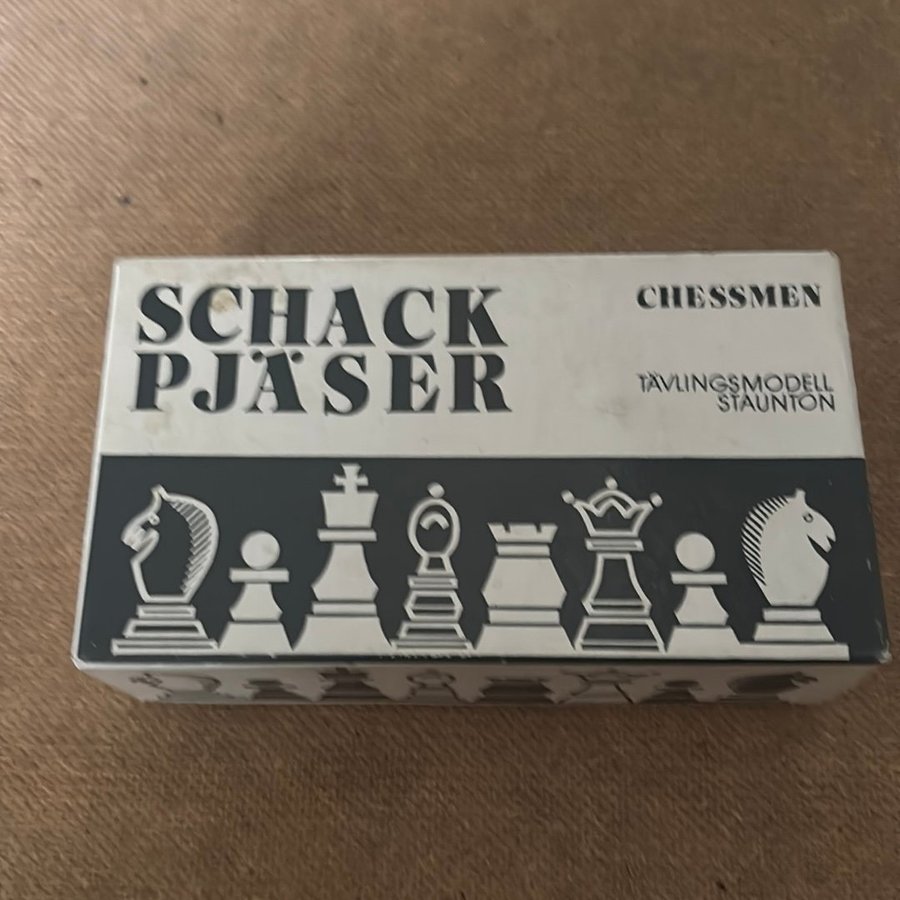 SCHACK
PJÄSER
CHESSMEN
TÄVLINGSMODELL
STAUNTON